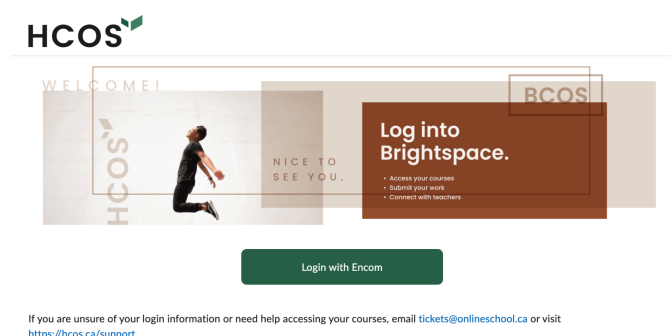 HCOS
WELCOME!
BCOS
HCOS
Log into
Brightspace.
NICE TO
SEE YOU.
• Access your courses
• Submit your work
• Connect with teachers
Login with Encom
If you are unsure of your login information or need help accessing your courses, email tickets@onlineschool.ca or visit
https://hcos.ca/support